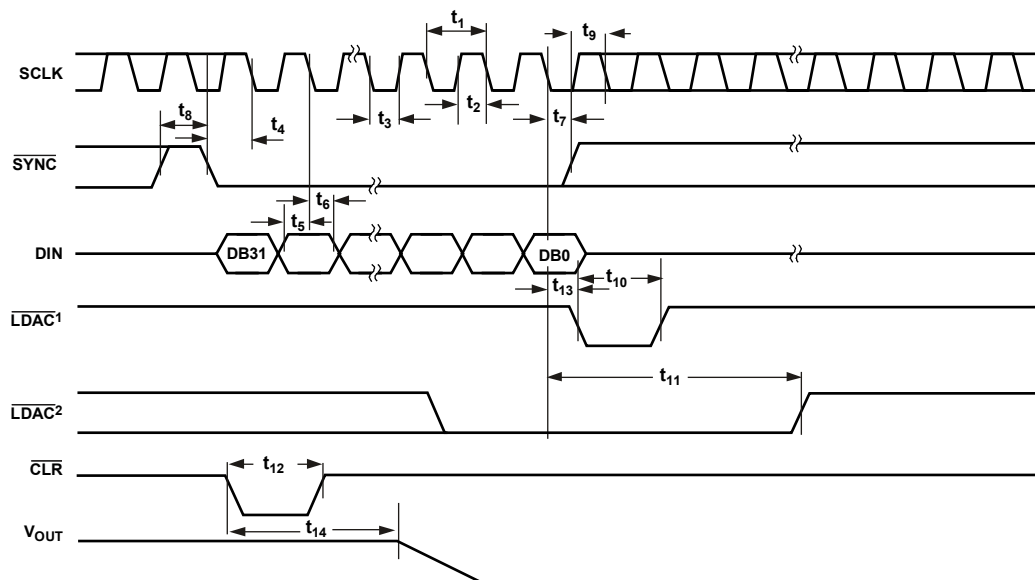 t1
t9
SCLK
t2
t3
t7
t8
t4
SYNC
t6
t5
DIN
DB31
DB0
t10
t13
LDAC1
t11
LDAC2
t12
CLR
t14
VOUT